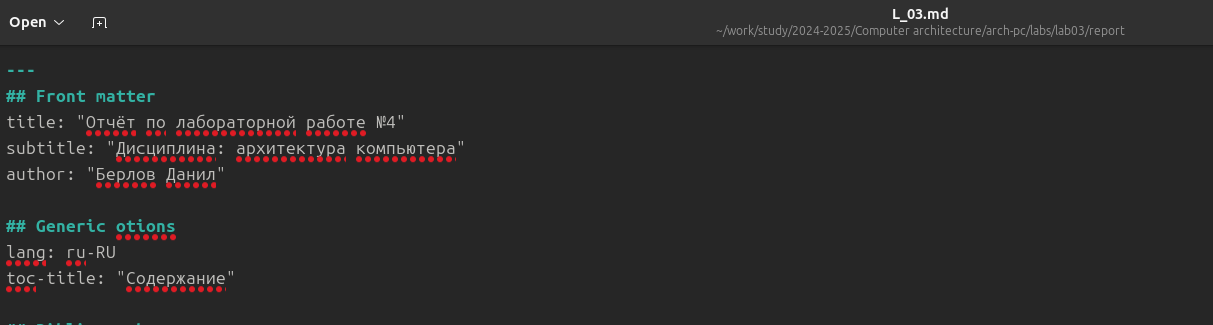 Open
L_03.md
~/work/study/2024-2025/Computer architecture/arch-pc/labs/lab03/report
---
## Front matter
title: "Отчёт по лабораторной работе №4"
subtitle: "Дисциплина: архитектура компьютера"
author: "Берлов Данил"
## Generic otions
lang: ru-RU
toc-title: "Содержание"